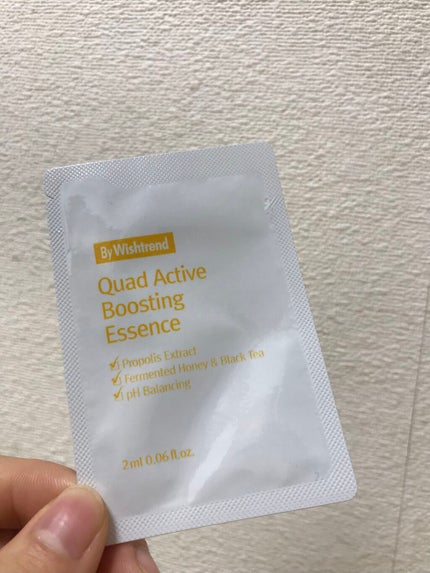 By Wishtrend
Quad Active
Boosting
Essence
Propolis Extract
Fermented Honey & Black Tea
pH Balancing
2ml 0.06 fl.oz.